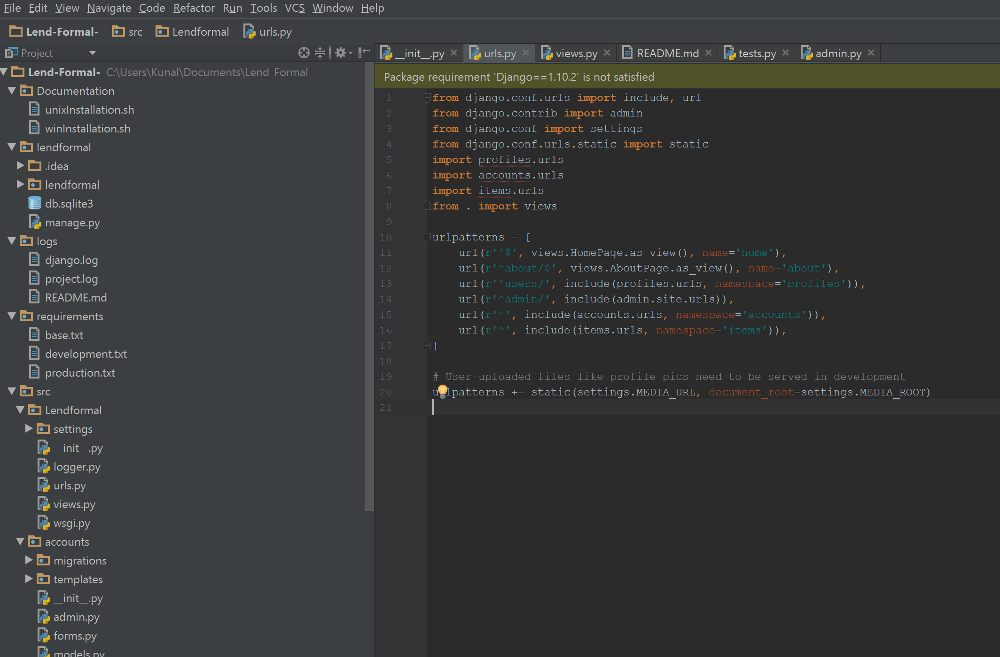 File Edit View Navigate Code Refactor Run Tools VCS Window Help
Lend-Formal- src Lendformal urls.py
Project
__init__.py urls.py views.py README.md tests.py admin.py
Lend-Formal- C:\Users\Kunal\Documents\Lend-Formal-
Documentation
unixInstallation.sh
winInstallation.sh
lendformal
.idea
lendformal
db.sqlite3
manage.py
logs
django.log
project.log
README.md
requirements
base.txt
development.txt
production.txt
src
Lendformal
settings
__init__.py
logger.py
urls.py
views.py
wsgi.py
accounts
migrations
templates
__init__.py
admin.py
forms.py
models.py
Package requirement 'Django==1.10.2' is not satisfied
1 from django.conf.urls import include, url
2 from django.contrib import admin
3 from django.conf import settings
4 from django.conf.urls.static import static
5 import profiles.urls
6 import accounts.urls
7 import items.urls
8 from . import views
9
10 urlpatterns = [
11     url(r'^$', views.HomePage.as_view(), name='home'),
12     url(r'^about/$', views.AboutPage.as_view(), name='about'),
13     url(r'^users/', include(profiles.urls, namespace='profiles')),
14     url(r'^admin/', include(admin.site.urls)),
15     url(r'^', include(accounts.urls, namespace='accounts')),
16     url(r'^', include(items.urls, namespace='items')),
17 ]
18
19 # User-uploaded files like profile pics need to be served in development
20 urlpatterns += static(settings.MEDIA_URL, document_root=settings.MEDIA_ROOT)
21